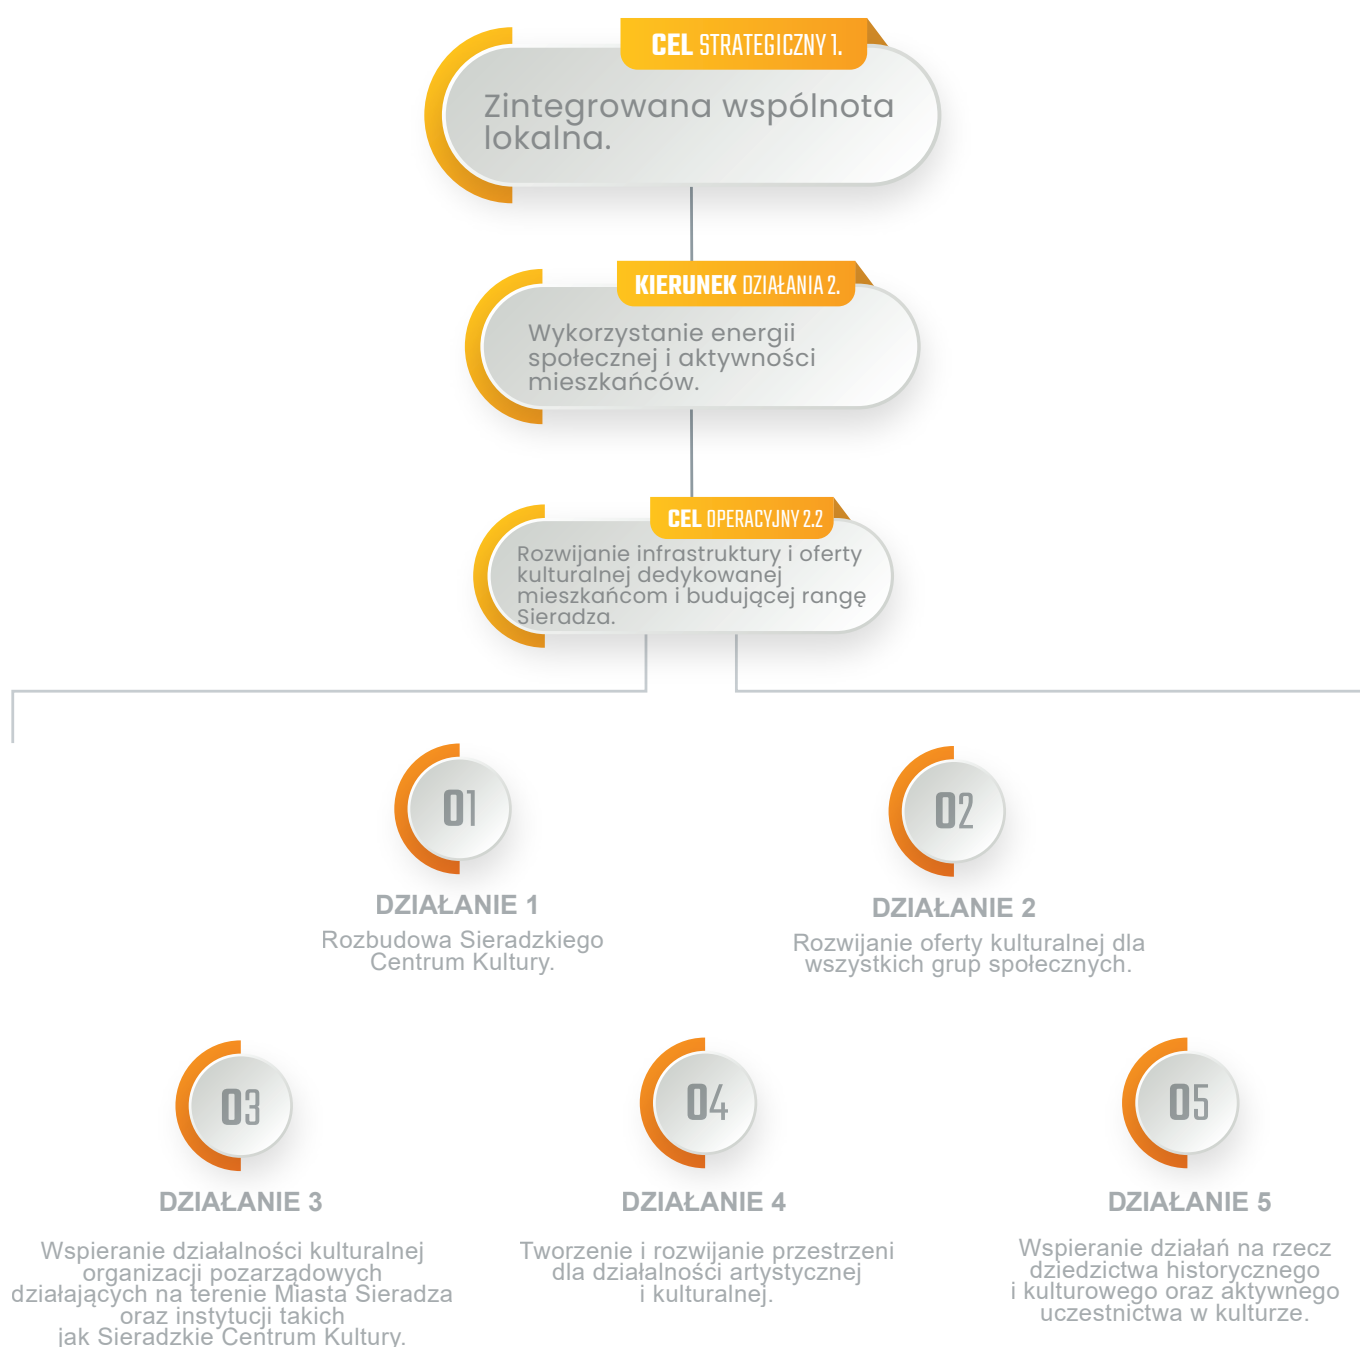 CEL STRATEGICZNY 1.
Zintegrowana wspólnota
lokalna.
KIERUNEK DZIAŁANIA 2.
Wykorzystanie energii
społecznej i aktywności
mieszkańców.
CEL OPERACYJNY 2.2
Rozwijanie infrastruktury i oferty
kulturalnej dedykowanej
mieszkańcom i budującej rangę
Sieradza.
01
DZIAŁANIE 1
Rozbudowa Sieradzkiego
Centrum Kultury.
02
DZIAŁANIE 2
Rozwijanie oferty kulturalnej dla
wszystkich grup społecznych.
03
DZIAŁANIE 3
Wspieranie działalności kulturalnej
organizacji pozarządowych
działających na terenie Miasta Sieradza
oraz instytucji takich
jak Sieradzkie Centrum Kultury.
04
DZIAŁANIE 4
Tworzenie i rozwijanie przestrzeni
dla działalności artystycznej
i kulturalnej.
05
DZIAŁANIE 5
Wspieranie działań na rzecz
dziedzictwa historycznego
i kulturowego oraz aktywnego
uczestnictwa w kulturze.